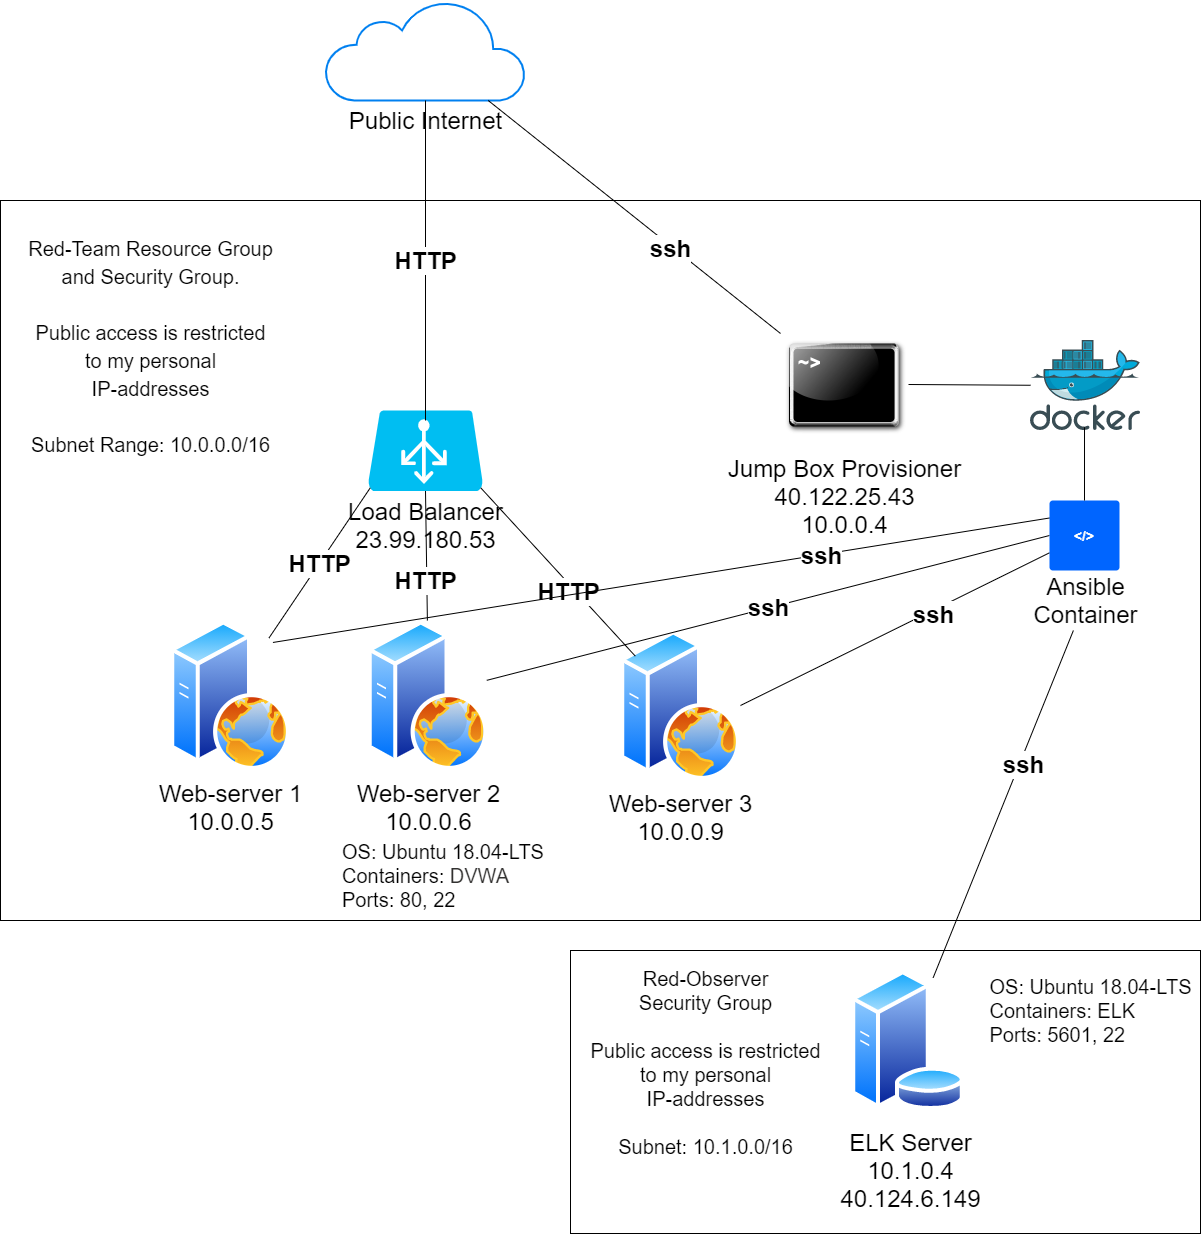 Public Internet
Red-Team Resource Group
and Security Group.
Public access is restricted
to my personal
IP-addresses
Subnet Range: 10.0.0.0/16
HTTP
ssh
~>
docker
Jump Box Provisioner
40.122.25.43
10.0.0.4
Load Balancer
23.99.180.53
</>
Ansible
Container
HTTP
HTTP
HTTP
ssh
ssh
ssh
Web-server 1
10.0.0.5
Web-server 2
10.0.0.6
OS: Ubuntu 18.04-LTS
Containers: DVWA
Ports: 80, 22
Web-server 3
10.0.0.9
ssh
Red-Observer
Security Group
Public access is restricted
to my personal
IP-addresses
Subnet: 10.1.0.0/16
OS: Ubuntu 18.04-LTS
Containers: ELK
Ports: 5601, 22
ELK Server
10.1.0.4
40.124.6.149